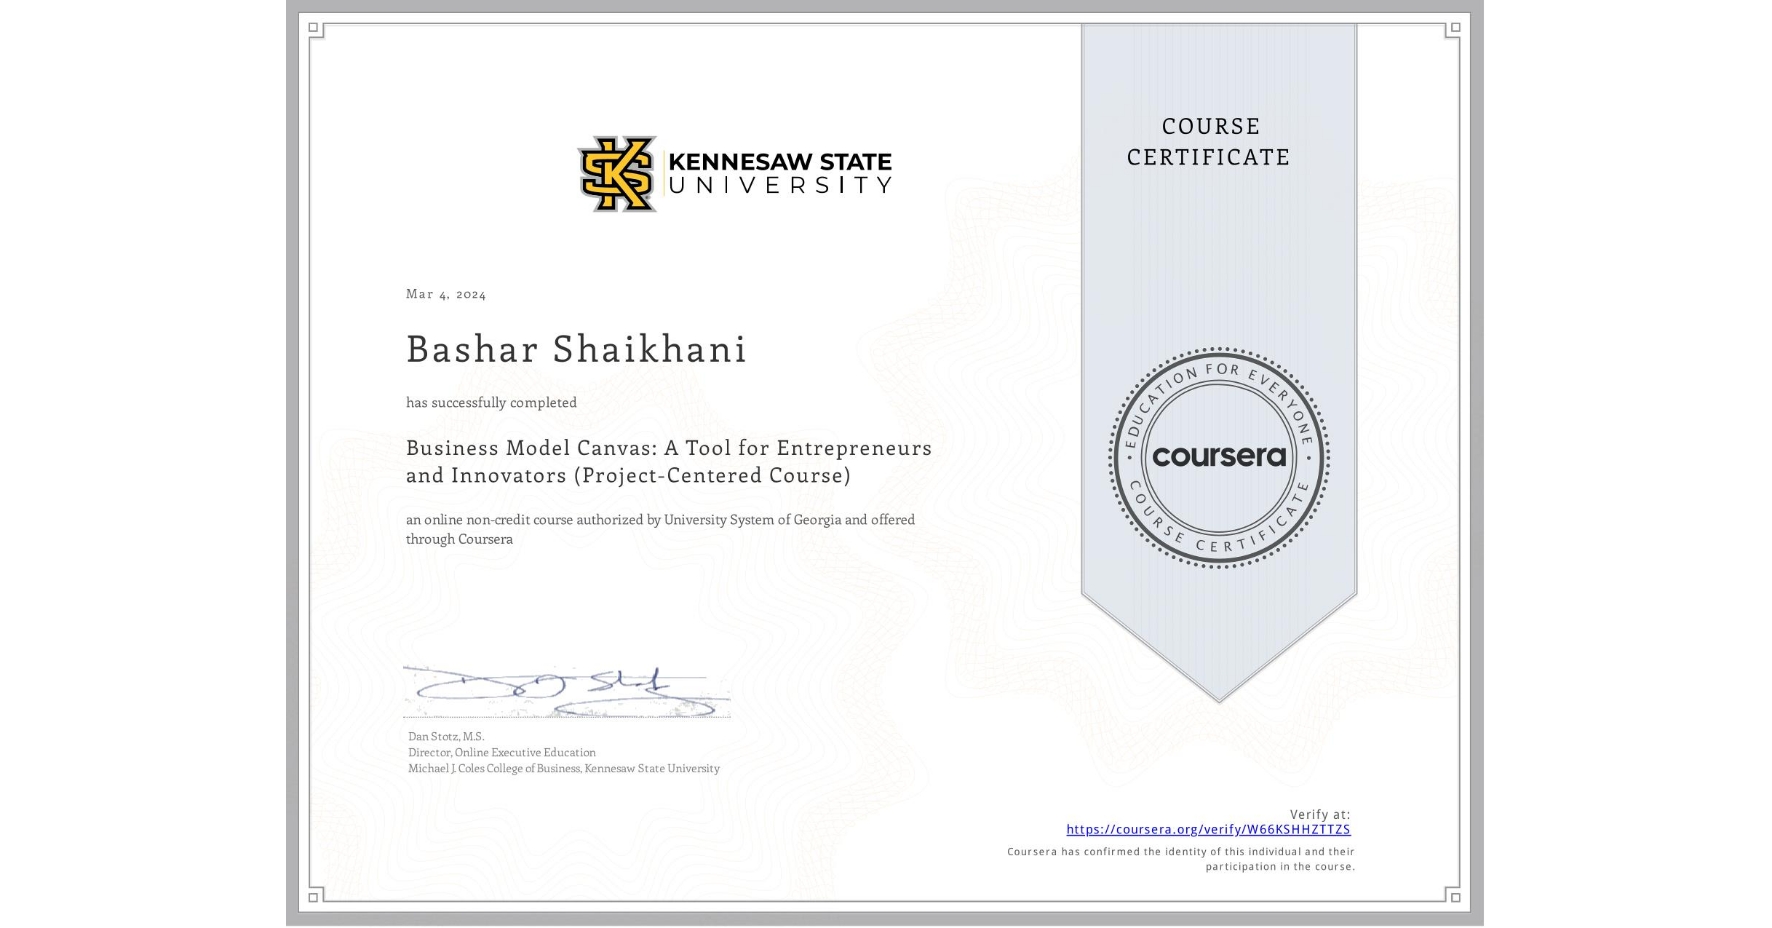 KENNESAW STATE
UNIVERSITY
COURSE
CERTIFICATE
Mar 4, 2024
Bashar Shaikhani
has successfully completed
Business Model Canvas: A Tool for Entrepreneurs
and Innovators (Project-Centered Course)
an online non-credit course authorized by University System of Georgia and offered
through Coursera
EDUCATION FOR EVERYONE
coursera
COURSE CERTIFICATE
Dan Stotz, M.S.
Director, Online Executive Education
Michael J. Coles College of Business, Kennesaw State University
Verify at:
https://coursera.org/verify/W66KSHHZTTZS
Coursera has confirmed the identity of this individual and their
participation in the course.